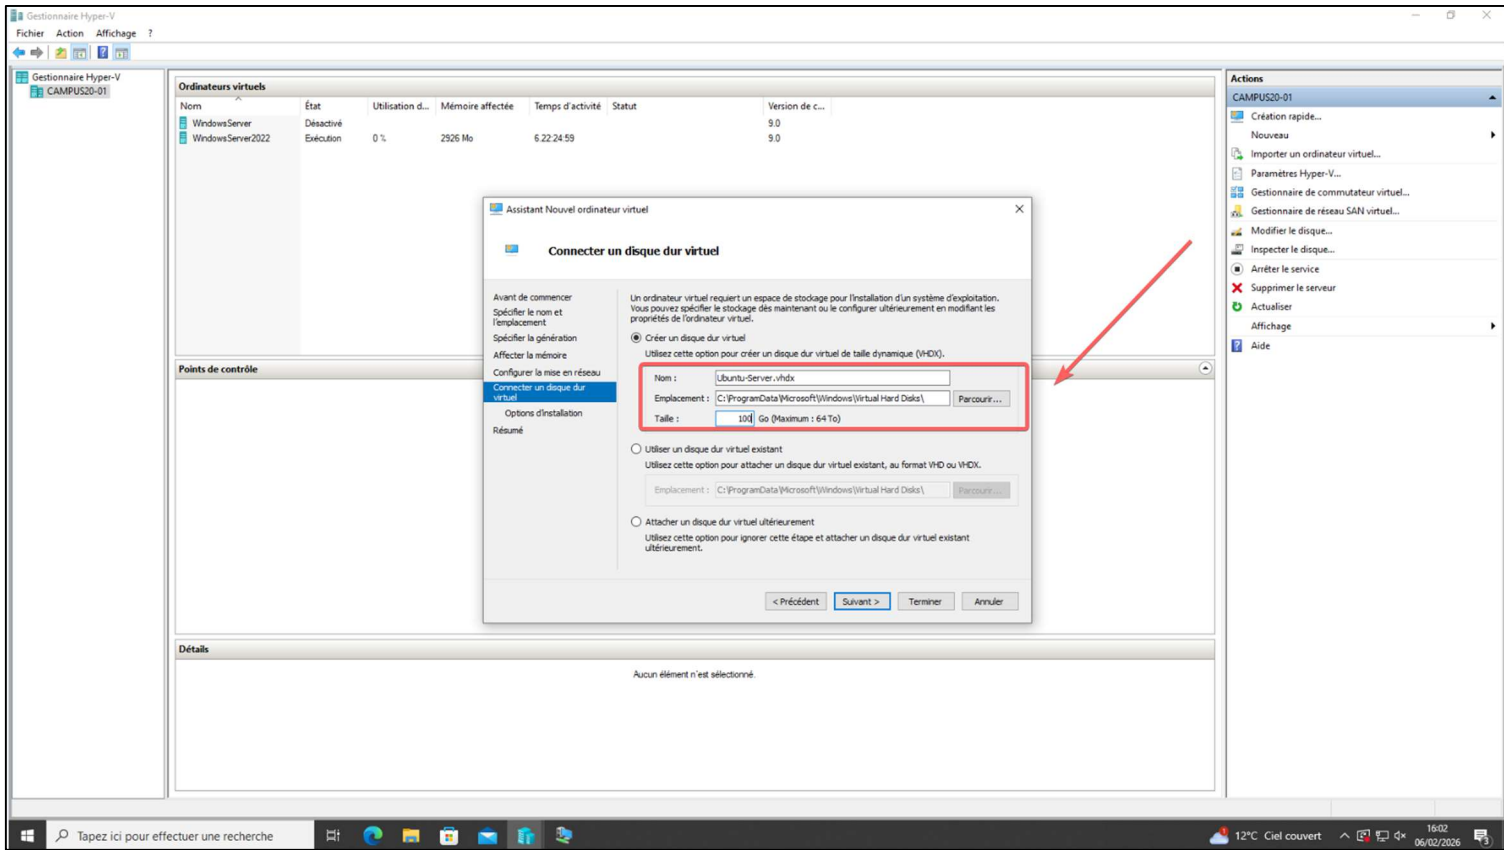 Gestionnaire Hyper-V
Fichier Action Affichage ?
Gestionnaire Hyper-V
CAMPUS20-01
Ordinateurs virtuels
Nom État Utilisation d... Mémoire affectée Temps d'activité Statut Version de c...
WindowsServer Désactivé 9.0
WindowsServer2022 Exécution 0 % 2926 Mo 6.22:24:59 9.0
Points de contrôle
Détails
Aucun élément n'est sélectionné.
Assistant Nouvel ordinateur virtuel
Connecter un disque dur virtuel
Avant de commencer
Spécifier le nom et
l'emplacement
Spécifier la génération
Affecter la mémoire
Configurer la mise en réseau
Connecter un disque dur
virtuel
Options d'installation
Résumé
Un ordinateur virtuel requiert un espace de stockage pour l'installation d'un système d'exploitation.
Vous pouvez spécifier le stockage dès maintenant ou le configurer ultérieurement en modifiant les
propriétés de l'ordinateur virtuel.
Créer un disque dur virtuel
Utilisez cette option pour créer un disque dur virtuel de taille dynamique (VHDX).
Nom : Ubuntu-Server.vhdx
Emplacement : C:\ProgramData\Microsoft\Windows\Virtual Hard Disks\ Parcourir...
Taille : 100 Go (Maximum : 64 To)
Utiliser un disque dur virtuel existant
Utilisez cette option pour attacher un disque dur virtuel existant, au format VHD ou VHDX.
Emplacement : C:\ProgramData\Microsoft\Windows\Virtual Hard Disks\ Parcourir...
Attacher un disque dur virtuel ultérieurement
Utilisez cette option pour ignorer cette étape et attacher un disque dur virtuel existant
ultérieurement.
< Précédent Suivant > Terminer Annuler
Actions
CAMPUS20-01
Création rapide...
Nouveau
Importer un ordinateur virtuel...
Paramètres Hyper-V...
Gestionnaire de commutateur virtuel...
Gestionnaire de réseau SAN virtuel...
Modifier le disque...
Inspecter le disque...
Arrêter le service
Supprimer le serveur
Actualiser
Affichage
Aide
Tapez ici pour effectuer une recherche
12°C Ciel couvert
16:02
06/02/2026
3